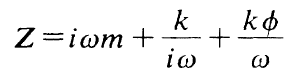 Z = iωm + k/iω + kϕ/ω